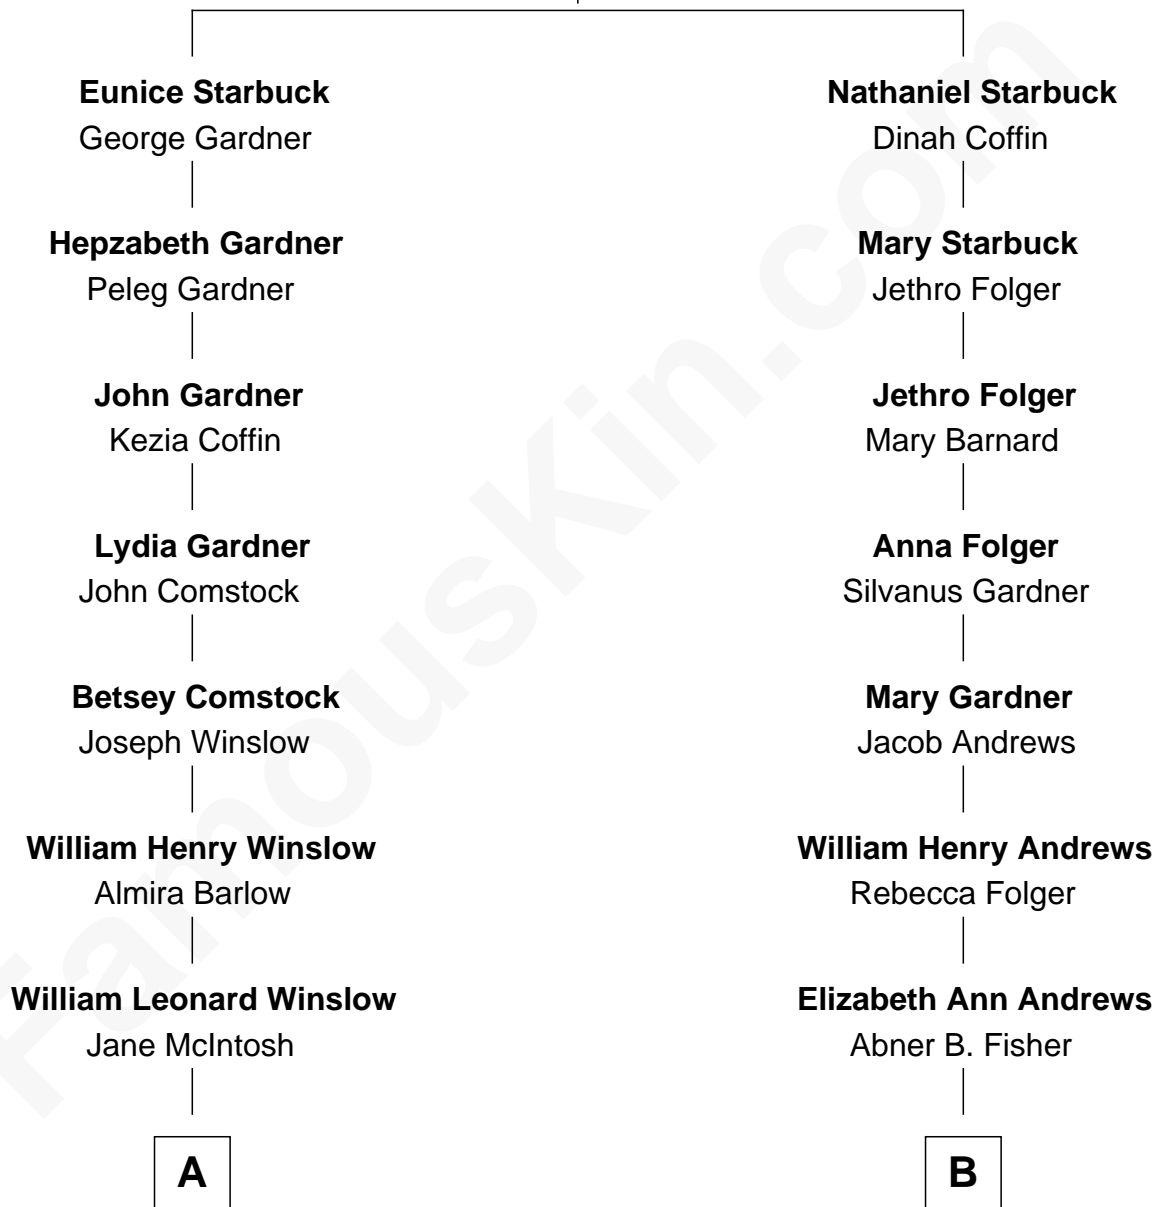 Eunice Starbuck
George Gardner
Hepzabeth Gardner
Peleg Gardner
John Gardner
Kezia Coffin
Lydia Gardner
John Comstock
Betsey Comstock
Joseph Winslow
William Henry Winslow
Almira Barlow
William Leonard Winslow
Jane McIntosh
A
Nathaniel Starbuck
Dinah Coffin
Mary Starbuck
Jethro Folger
Jethro Folger
Mary Barnard
Anna Folger
Silvanus Gardner
Mary Gardner
Jacob Andrews
William Henry Andrews
Rebecca Folger
Elizabeth Ann Andrews
Abner B. Fisher
B
FamousKin.com